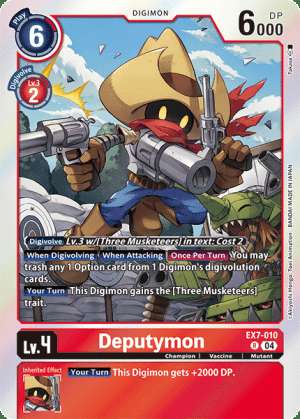 DIGIMON
Play
6
DP
6000
Digivolve
Lv.3
2
Digivolve Lv.3 w/[Three Musketeers] in text: Cost 2
When Digivolving When Attacking Once Per Turn You may
trash any 1 Option card from 1 Digimon's digivolution
cards.
Your Turn This Digimon gets the [Three Musketeers]
trait.
EX7-010
Lv.4 Deputymon R 04
Champion Vaccine Mutant
Inherited Effect
Your Turn This Digimon gets +2000 DP.